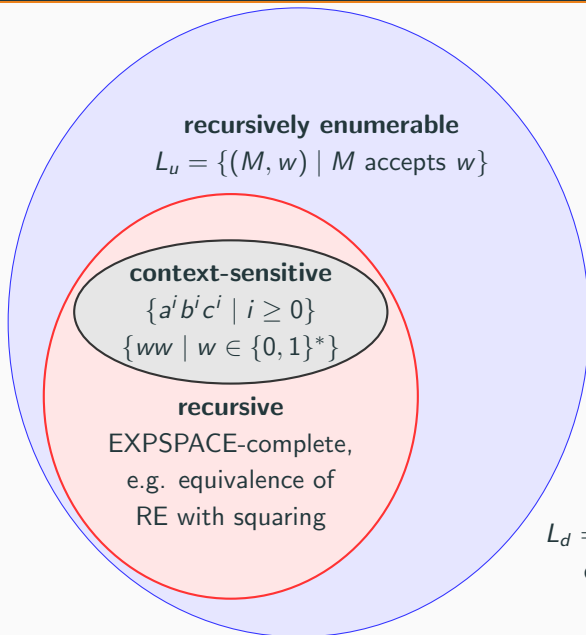 recursively enumerable
L_u = {(M, w) | M accepts w}
context-sensitive
{a^i b^i c^i | i ≥ 0}
{ww | w ∈ {0, 1}*}
recursive
EXPSPACE-complete,
e.g. equivalence of
RE with squaring
L_d =